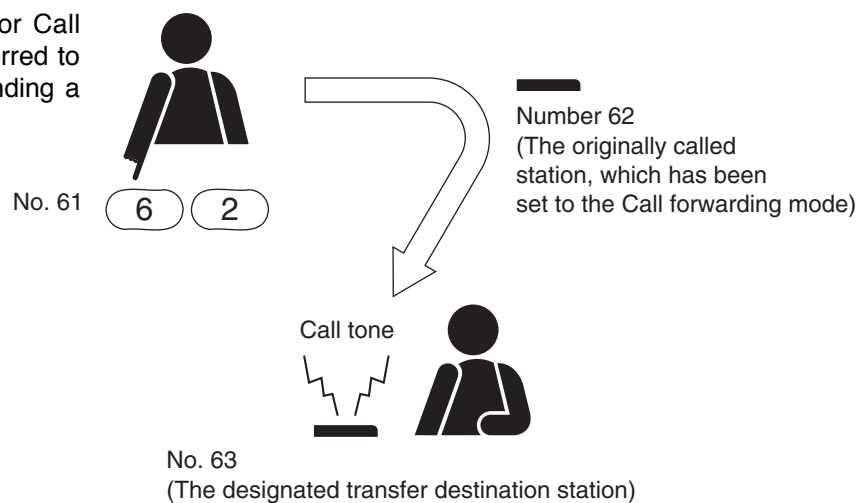 or Call
rred to
nding a
No. 61
6 2
Number 62
(The originally called
station, which has been
set to the Call forwarding mode)
Call tone
No. 63
(The designated transfer destination station)